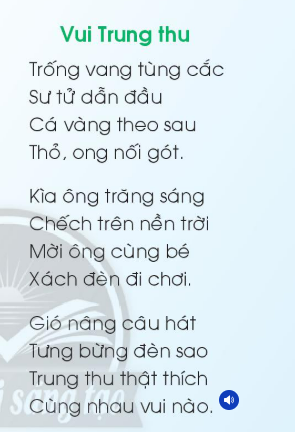 Vui Trung thu
Trống vang tùng cắc
Sư tử dẫn đầu
Cá vàng theo sau
Thỏ, ong nối gót.
Kìa ông trăng sáng
Chếch trên nền trời
Mời ông cùng bé
Xách đèn đi chơi.
Gió nâng câu hát
Tưng bừng đèn sao
Trung thu thật thích
Cùng nhau vui nào.